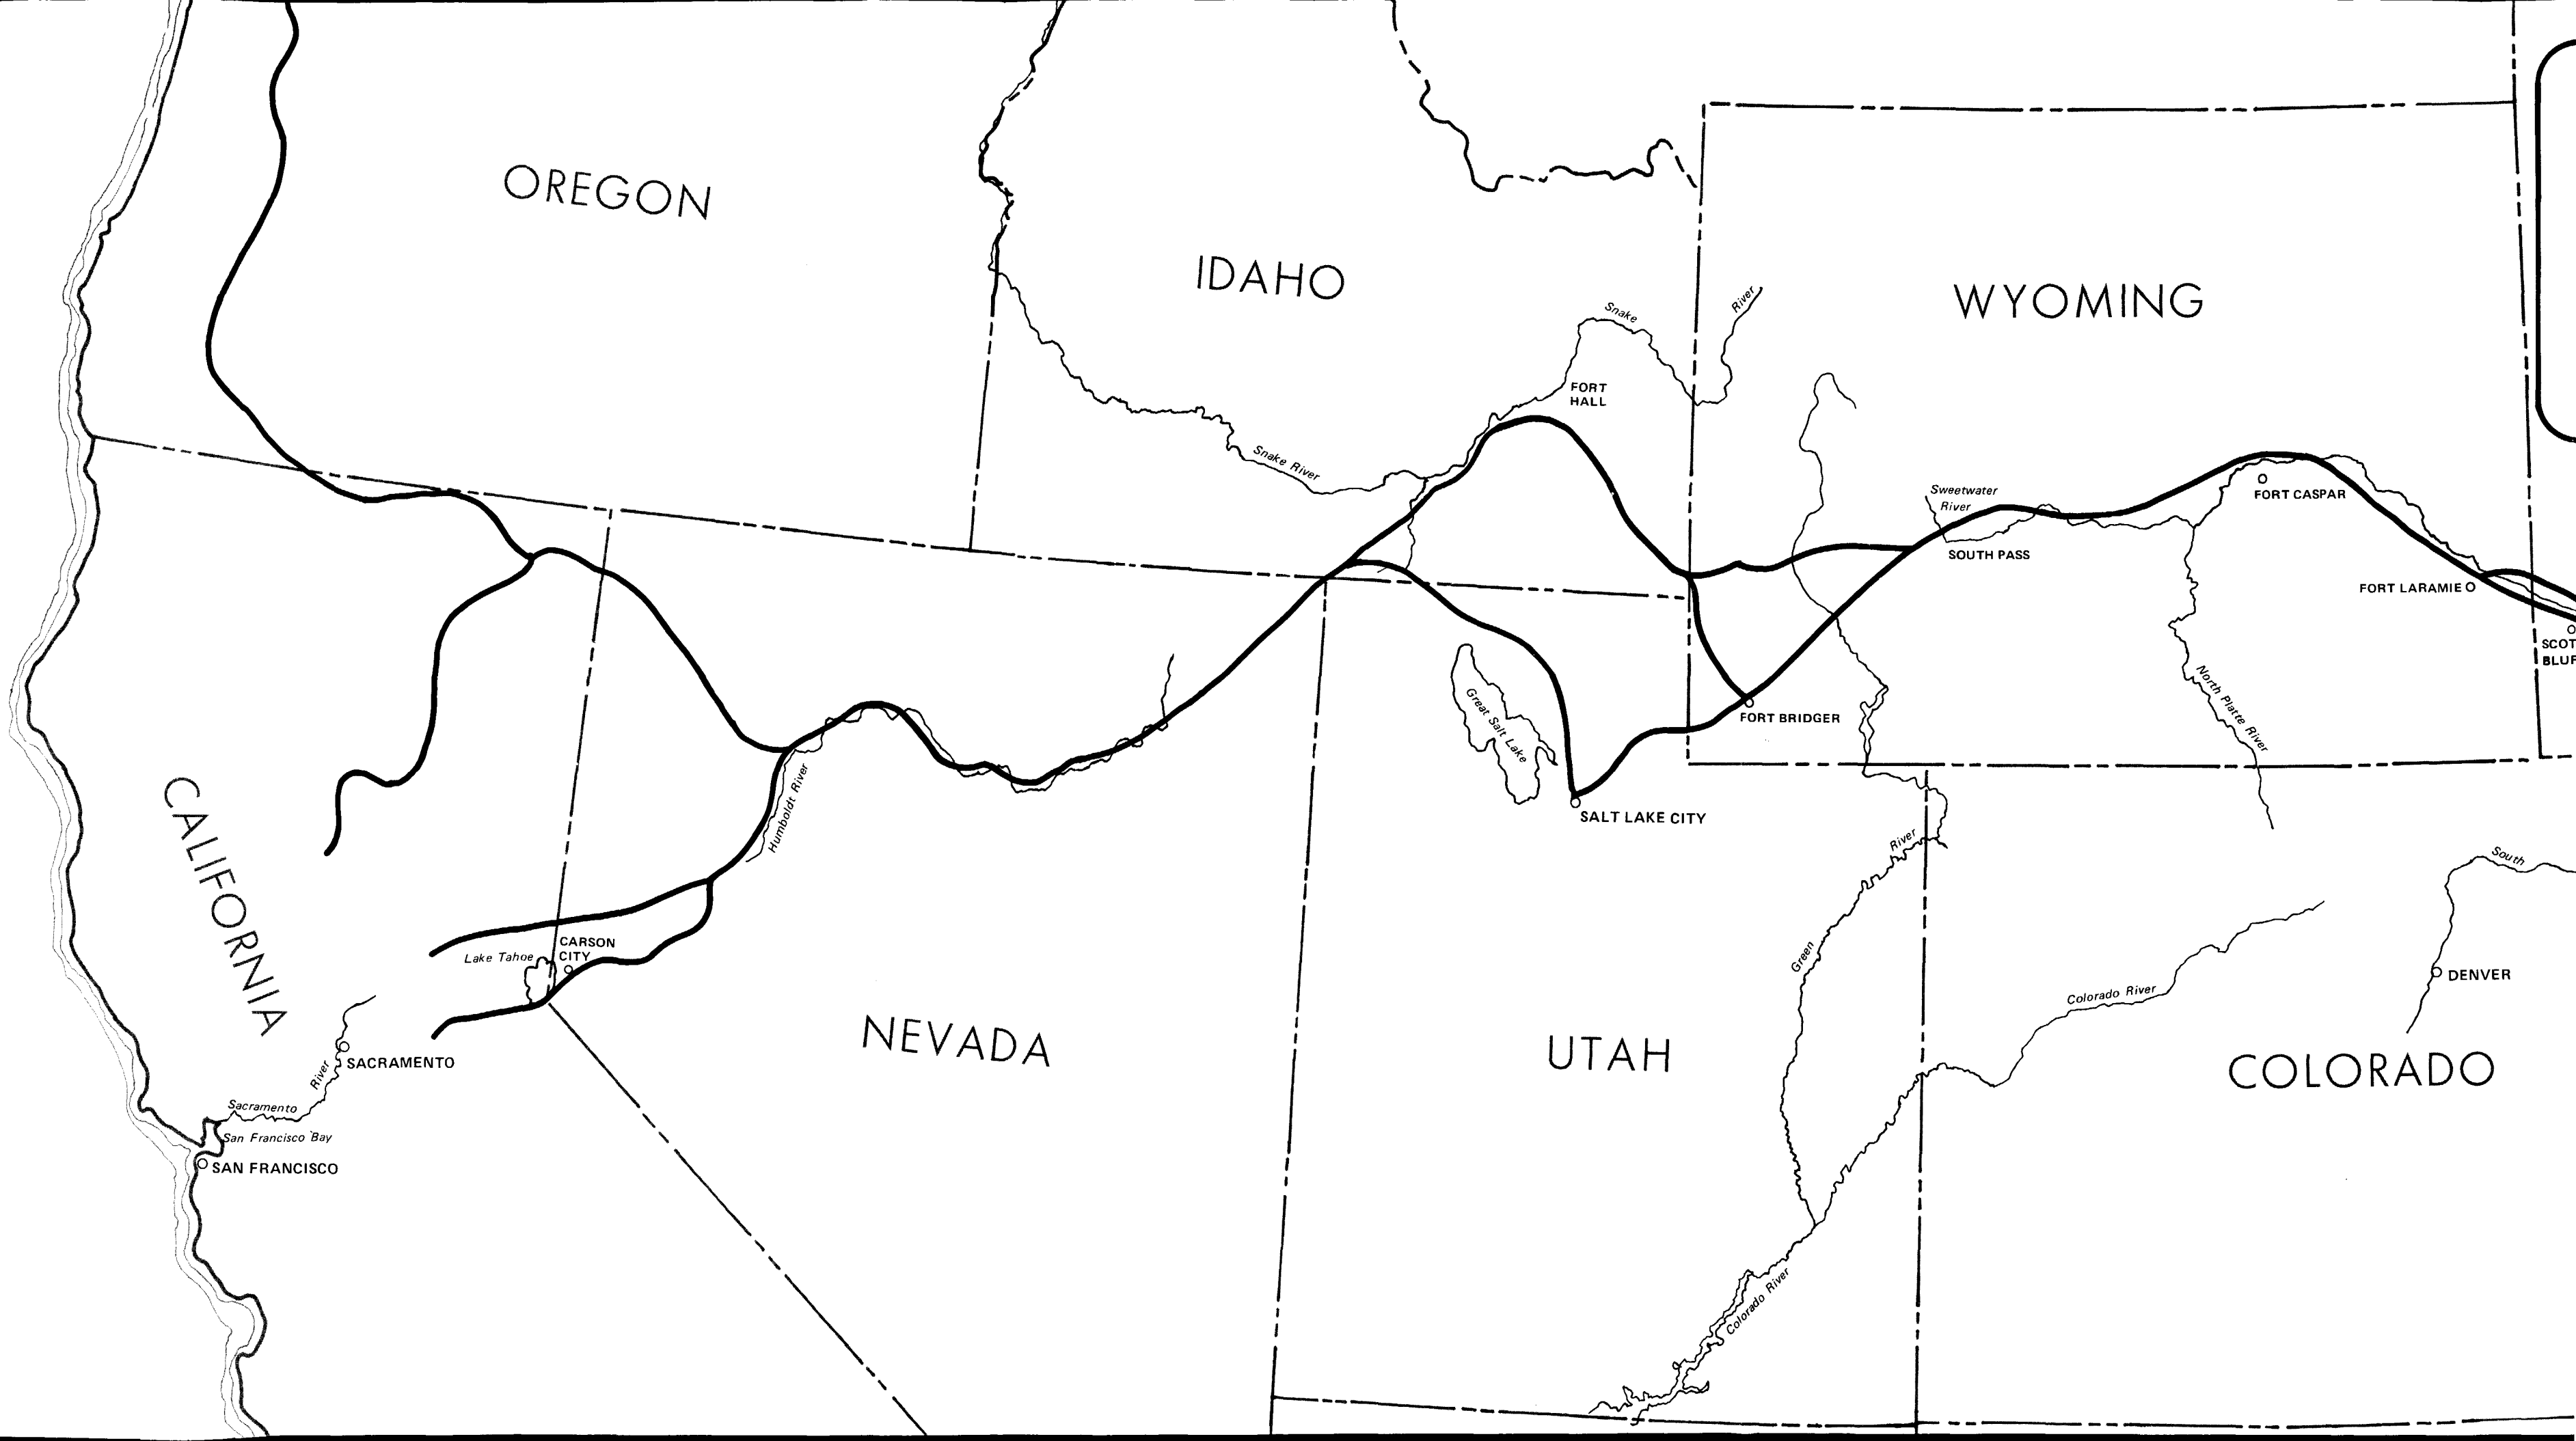 OREGON
IDAHO
WYOMING
Snake
River
FORT
HALL
Snake River
Sweetwater
River
SOUTH PASS
FORT CASPAR
FORT LARAMIE
SCOT
BLUF
North Platte River
Great Salt Lake
FORT BRIDGER
SALT LAKE CITY
CALIFORNIA
Humboldt River
CARSON
CITY
Lake Tahoe
River
Green
South
DENVER
Colorado River
NEVADA
UTAH
COLORADO
SACRAMENTO
River
Sacramento
San Francisco Bay
SAN FRANCISCO
Colorado River